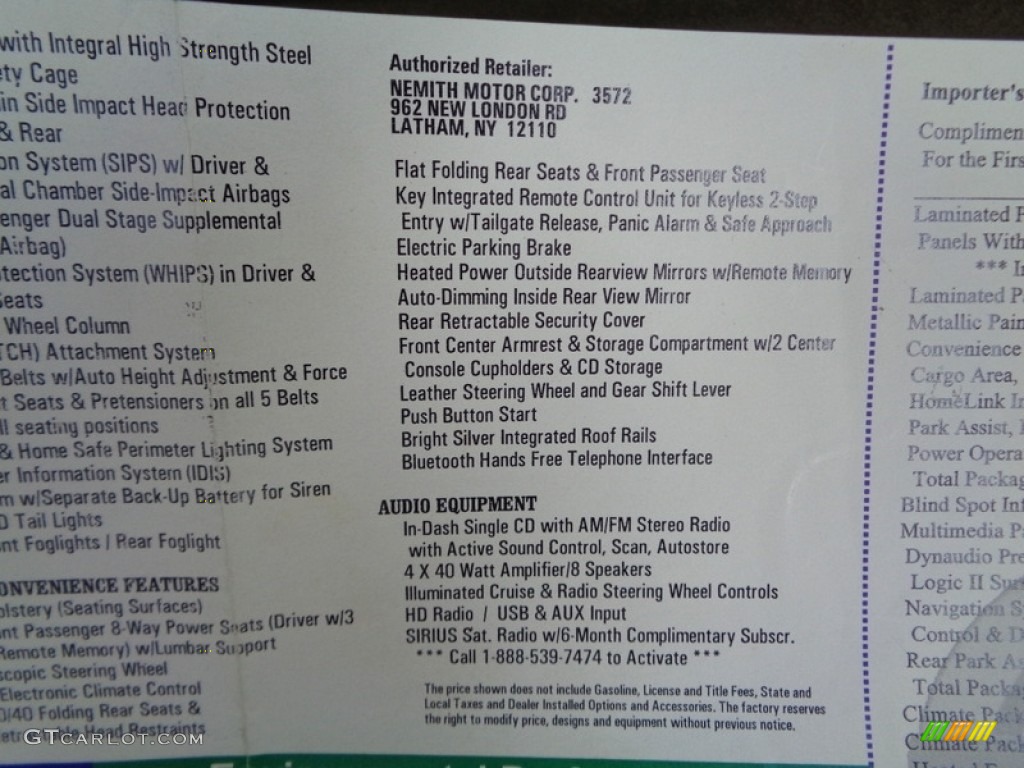 with Integral High Strength Steel
ety Cage
in Side Impact Head Protection
& Rear
on System (SIPS) w/ Driver &
al Chamber Side-Impact Airbags
enger Dual Stage Supplemental
Airbag)
tection System (WHIPS) in Driver &
Seats
Wheel Column
TCH) Attachment System
Belts w/Auto Height Adjustment & Force
t Seats & Pretensioners on all 5 Belts
ll seating positions
& Home Safe Perimeter Lighting System
er Information System (IDIS)
m w/Separate Back-Up Battery for Siren
D Tail Lights
nt Foglights / Rear Foglight
ONVENIENCE FEATURES
olstery (Seating Surfaces)
nt Passenger 8-Way Power Seats (Driver w/3
Remote Memory) w/Lumbar Support
scopic Steering Wheel
Electronic Climate Control
0/40 Folding Rear Seats &
Head Restraints
Authorized Retailer:
NEMITH MOTOR CORP. 3572
962 NEW LONDON RD
LATHAM, NY 12110
Flat Folding Rear Seats & Front Passenger Seat
Key Integrated Remote Control Unit for Keyless 2-Step
Entry w/Tailgate Release, Panic Alarm & Safe Approach
Electric Parking Brake
Heated Power Outside Rearview Mirrors w/Remote Memory
Auto-Dimming Inside Rear View Mirror
Rear Retractable Security Cover
Front Center Armrest & Storage Compartment w/2 Center
Console Cupholders & CD Storage
Leather Steering Wheel and Gear Shift Lever
Push Button Start
Bright Silver Integrated Roof Rails
Bluetooth Hands Free Telephone Interface
AUDIO EQUIPMENT
In-Dash Single CD with AM/FM Stereo Radio
with Active Sound Control, Scan, Autostore
4 X 40 Watt Amplifier/8 Speakers
Illuminated Cruise & Radio Steering Wheel Controls
HD Radio / USB & AUX Input
SIRIUS Sat. Radio w/6-Month Complimentary Subscr.
*** Call 1-888-539-7474 to Activate ***
The price shown does not include Gasoline, License and Title Fees, State and
Local Taxes and Dealer Installed Options and Accessories. The factory reserves
the right to modify price, designs and equipment without previous notice.
Importer's
Complimen
For the Firs
Laminated F
Panels With
*** I
Laminated Pa
Metallic Pain
Convenience
Cargo Area,
HomeLink In
Park Assist,
Power Opera
Total Packag
Blind Spot Inf
Multimedia Pa
Dynaudio Pre
Logic II Sur
Navigation S
Control & D
Rear Park As
Total Packa
Climate Pack
Climate Pack
GTCARLOT.COM